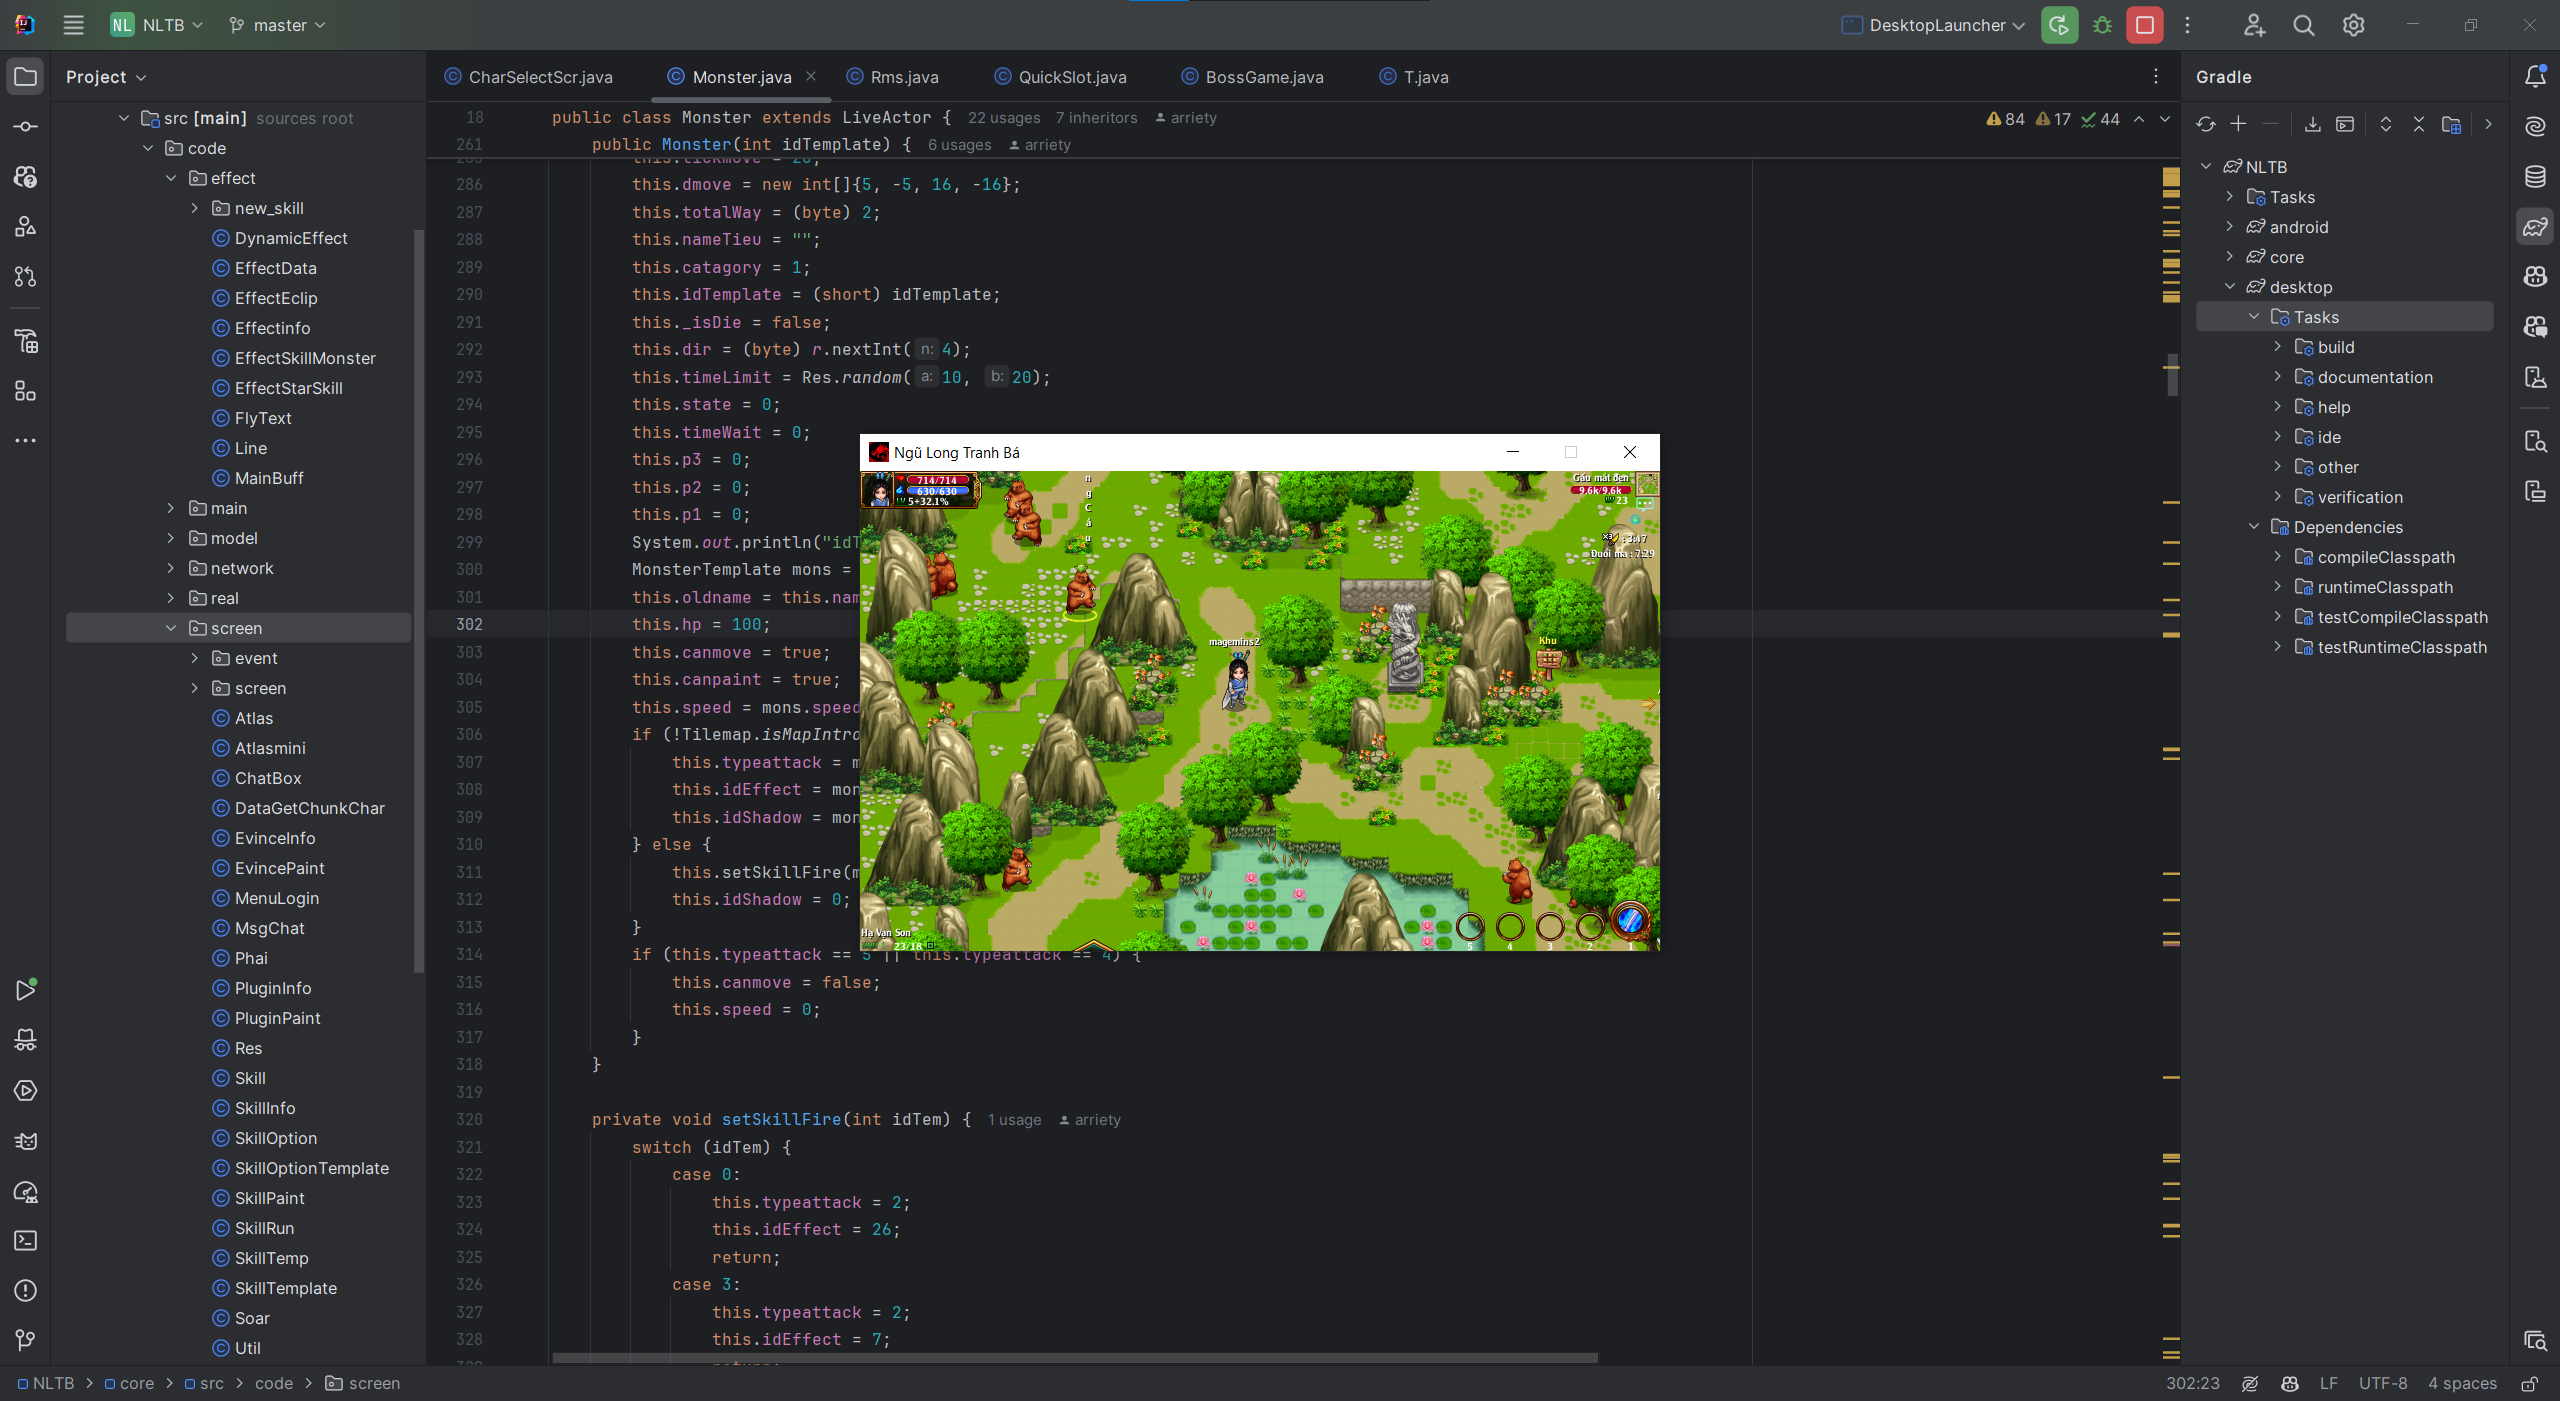 NL NLTB master DesktopLauncher
Project
src [main] sources root
code
effect
new_skill
DynamicEffect
EffectData
EffectEclip
Effectinfo
EffectSkillMonster
EffectStarSkill
FlyText
Line
MainBuff
main
model
network
real
screen
event
screen
Atlas
Atlasmini
ChatBox
DataGetChunkChar
EvinceInfo
EvincePaint
MenuLogin
MsgChat
Phai
PluginInfo
PluginPaint
Res
Skill
SkillInfo
SkillOption
SkillOptionTemplate
SkillPaint
SkillRun
SkillTemp
SkillTemplate
Soar
Util
CharSelectScr.java Monster.java Rms.java QuickSlot.java BossGame.java T.java
18 public class Monster extends LiveActor { 22 usages 7 inheritors arriety
84 17 44
261 public Monster(int idTemplate) { 6 usages arriety
286 this.dmove = new int[]{5, -5, 16, -16};
287 this.totalWay = (byte) 2;
288 this.nameTieu = "";
289 this.catagory = 1;
290 this.idTemplate = (short) idTemplate;
291 this._isDie = false;
292 this.dir = (byte) r.nextInt( n: 4);
293 this.timeLimit = Res.random( a: 10, b: 20);
294 this.state = 0;
295 this.timeWait = 0;
296 this.p3 = 0;
297 this.p2 = 0;
298 this.p1 = 0;
299 System.out.println("idT
300 MonsterTemplate mons =
301 this.oldname = this.nam
302 this.hp = 100;
303 this.canmove = true;
304 this.canpaint = true;
305 this.speed = mons.speed
306 if (!Tilemap.isMapIntro
307 this.typeattack = m
308 this.idEffect = mon
309 this.idShadow = mon
310 } else {
311 this.setSkillFire(m
312 this.idShadow = 0;
313 }
314 if (this.typeattack == 5 || this.typeattack == 4) {
315 this.canmove = false;
316 this.speed = 0;
317 }
318 }
319
320 private void setSkillFire(int idTem) { 1 usage arriety
321 switch (idTem) {
322 case 0:
323 this.typeattack = 2;
324 this.idEffect = 26;
325 return;
326 case 3:
327 this.typeattack = 2;
328 this.idEffect = 7;
Ngũ Long Tranh Bá
714/714
630/630
LV 5+32.1%
n
g
C
á
u
Gấu mắt đen
9.6k/9.6k
23
x3 : 3:47
Đuổi ma : 7:29
magemins2
Khu
Hạ Vạn Sơn
23/18
5 4 3 2 1
Gradle
NLTB
Tasks
android
core
desktop
Tasks
build
documentation
help
ide
other
verification
Dependencies
compileClasspath
runtimeClasspath
testCompileClasspath
testRuntimeClasspath
NLTB > core > src > code > screen
302:23 LF UTF-8 4 spaces